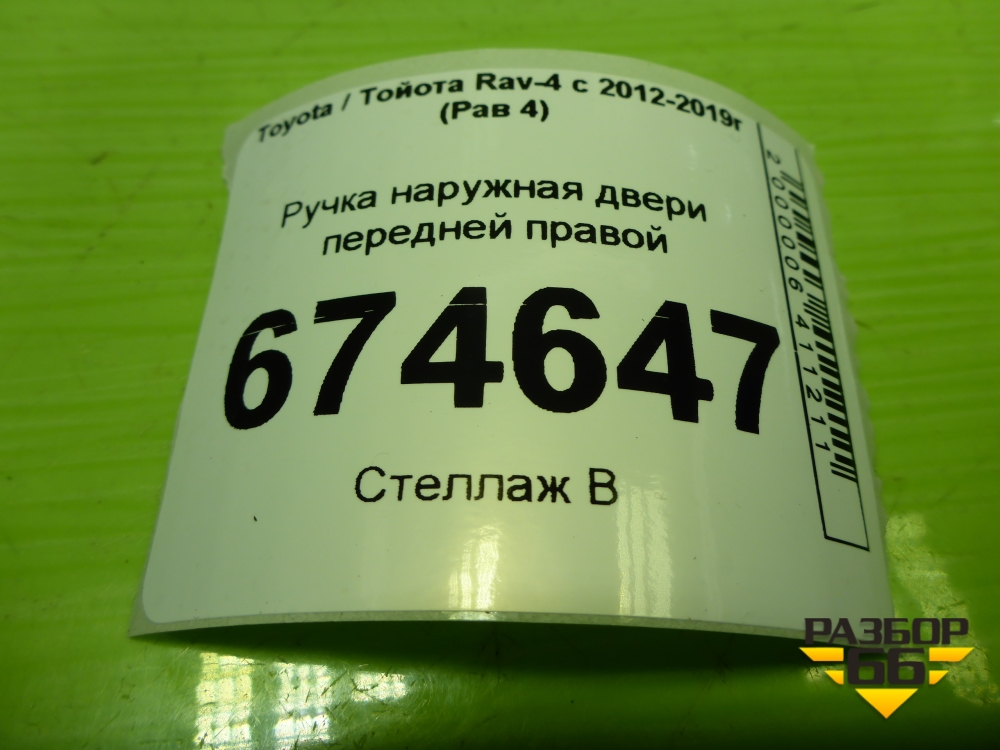 Toyota / Тойота Rav-4 с 2012-2019г
(Рав 4)
Ручка наружная двери
передней правой
674647
Стеллаж В
2000006411211
РАЗБОР
66